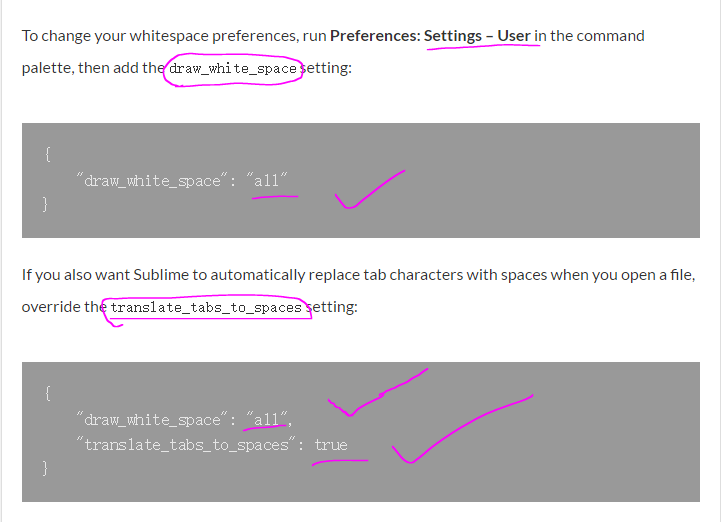 To change your whitespace preferences, run Preferences: Settings – User in the command
palette, then add the draw_white_space setting:
{
"draw_white_space": "all"
}
If you also want Sublime to automatically replace tab characters with spaces when you open a file,
override the translate_tabs_to_spaces setting:
{
"draw_white_space": "all",
"translate_tabs_to_spaces": true
}